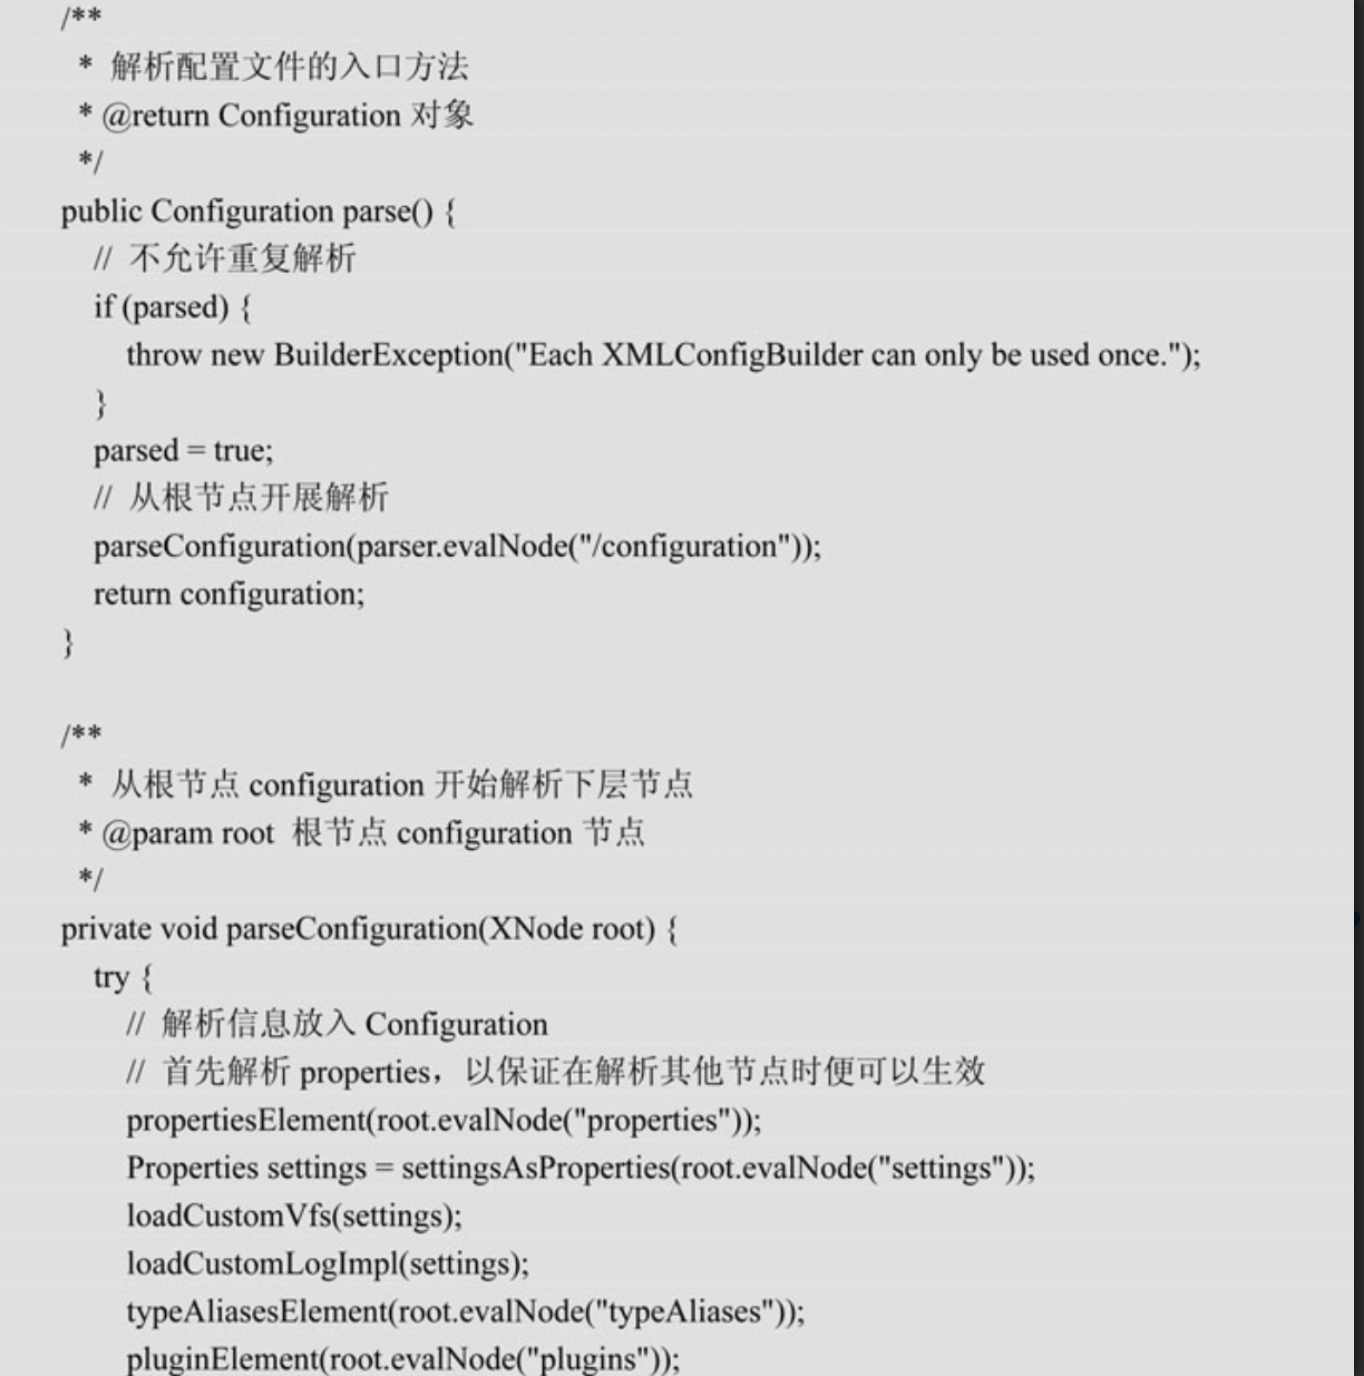 /**
* 解析配置文件的入口方法
* @return Configuration 对象
*/
public Configuration parse() {
// 不允许重复解析
if (parsed) {
throw new BuilderException("Each XMLConfigBuilder can only be used once.");
}
parsed = true;
// 从根节点开展解析
parseConfiguration(parser.evalNode("/configuration"));
return configuration;
}
/**
* 从根节点 configuration 开始解析下层节点
* @param root 根节点 configuration 节点
*/
private void parseConfiguration(XNode root) {
try {
// 解析信息放入 Configuration
// 首先解析 properties，以保证在解析其他节点时便可以生效
propertiesElement(root.evalNode("properties"));
Properties settings = settingsAsProperties(root.evalNode("settings"));
loadCustomVfs(settings);
loadCustomLogImpl(settings);
typeAliasesElement(root.evalNode("typeAliases"));
pluginElement(root.evalNode("plugins"));